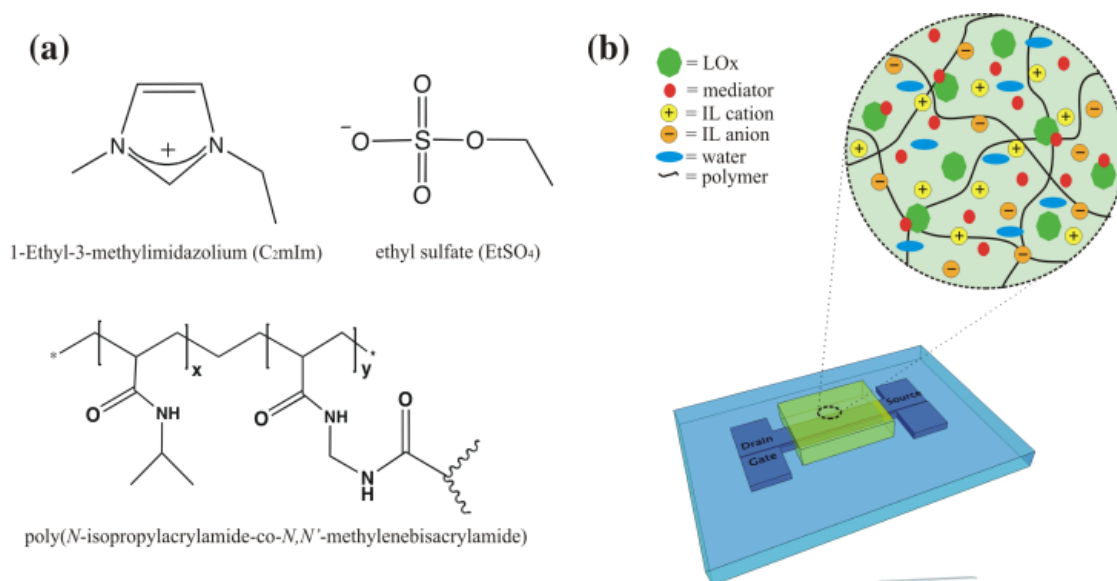 (a)
N
+
N
1-Ethyl-3-methylimidazolium (C₂mIm)
O
−
O
S
O
O
ethyl sulfate (EtSO₄)
*
x
y
*
O
NH
O
NH
O
N
H
poly(N-isopropylacrylamide-co-N,N'-methylenebisacrylamide)
(b)
= LOx
= mediator
+ = IL cation
− = IL anion
= water
= polymer
Drain
Gate
Source